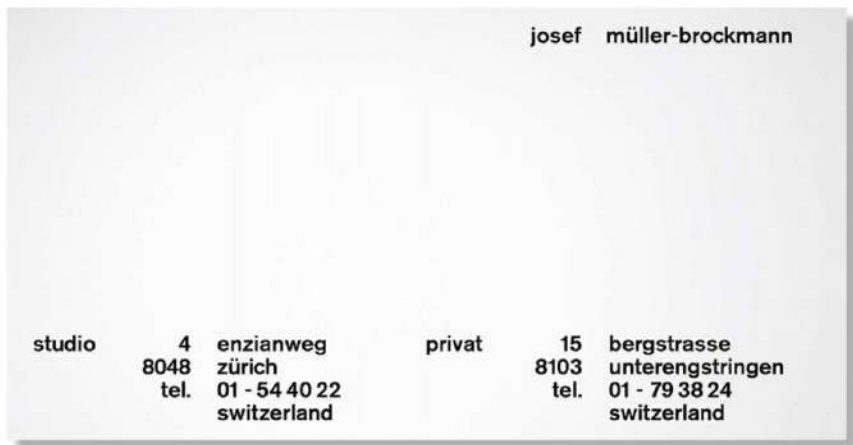 josef müller-brockmann
studio 4 enzianweg
8048 zürich
tel. 01 - 54 40 22
switzerland
privat 15 bergstrasse
8103 unterengstringen
tel. 01 - 79 38 24
switzerland